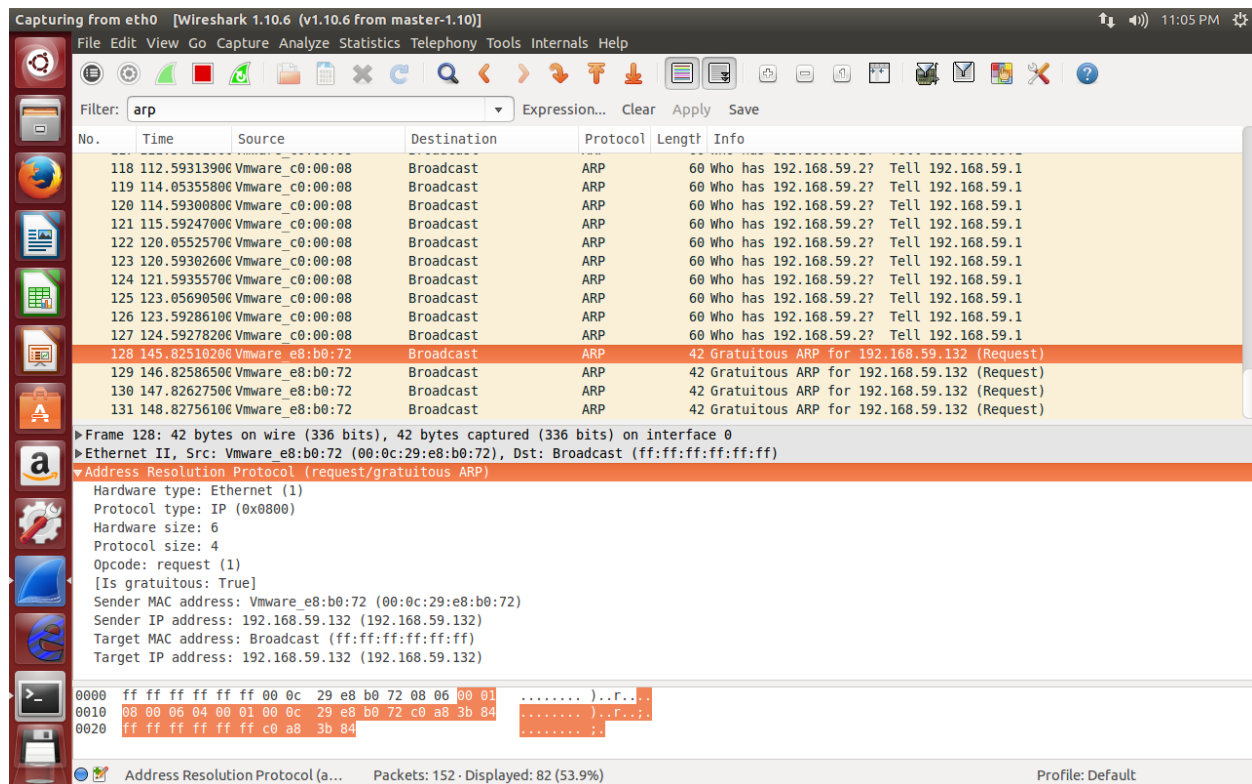 Capturing from eth0 [Wireshark 1.10.6 (v1.10.6 from master-1.10)] 11:05 PM
File Edit View Go Capture Analyze Statistics Telephony Tools Internals Help
Filter: arp Expression... Clear Apply Save
No. Time Source Destination Protocol Length Info
118 112.59313900 Vmware_c0:00:08 Broadcast ARP 60 Who has 192.168.59.2? Tell 192.168.59.1
119 114.05355800 Vmware_c0:00:08 Broadcast ARP 60 Who has 192.168.59.2? Tell 192.168.59.1
120 114.59300800 Vmware_c0:00:08 Broadcast ARP 60 Who has 192.168.59.2? Tell 192.168.59.1
121 115.59247000 Vmware_c0:00:08 Broadcast ARP 60 Who has 192.168.59.2? Tell 192.168.59.1
122 120.05525700 Vmware_c0:00:08 Broadcast ARP 60 Who has 192.168.59.2? Tell 192.168.59.1
123 120.59302600 Vmware_c0:00:08 Broadcast ARP 60 Who has 192.168.59.2? Tell 192.168.59.1
124 121.59355700 Vmware_c0:00:08 Broadcast ARP 60 Who has 192.168.59.2? Tell 192.168.59.1
125 123.05690500 Vmware_c0:00:08 Broadcast ARP 60 Who has 192.168.59.2? Tell 192.168.59.1
126 123.59286100 Vmware_c0:00:08 Broadcast ARP 60 Who has 192.168.59.2? Tell 192.168.59.1
127 124.59278200 Vmware_c0:00:08 Broadcast ARP 60 Who has 192.168.59.2? Tell 192.168.59.1
128 145.82510200 Vmware_e8:b0:72 Broadcast ARP 42 Gratuitous ARP for 192.168.59.132 (Request)
129 146.82586500 Vmware_e8:b0:72 Broadcast ARP 42 Gratuitous ARP for 192.168.59.132 (Request)
130 147.82627500 Vmware_e8:b0:72 Broadcast ARP 42 Gratuitous ARP for 192.168.59.132 (Request)
131 148.82756100 Vmware_e8:b0:72 Broadcast ARP 42 Gratuitous ARP for 192.168.59.132 (Request)
Frame 128: 42 bytes on wire (336 bits), 42 bytes captured (336 bits) on interface 0
Ethernet II, Src: Vmware_e8:b0:72 (00:0c:29:e8:b0:72), Dst: Broadcast (ff:ff:ff:ff:ff:ff)
Address Resolution Protocol (request/gratuitous ARP)
Hardware type: Ethernet (1)
Protocol type: IP (0x0800)
Hardware size: 6
Protocol size: 4
Opcode: request (1)
[Is gratuitous: True]
Sender MAC address: Vmware_e8:b0:72 (00:0c:29:e8:b0:72)
Sender IP address: 192.168.59.132 (192.168.59.132)
Target MAC address: Broadcast (ff:ff:ff:ff:ff:ff)
Target IP address: 192.168.59.132 (192.168.59.132)
0000 ff ff ff ff ff ff 00 0c 29 e8 b0 72 08 06 00 01 ........ )..r....
0010 08 00 06 04 00 01 00 0c 29 e8 b0 72 c0 a8 3b 84 ........ )..r..;.
0020 ff ff ff ff ff ff c0 a8 3b 84 ........ ;.
Address Resolution Protocol (a... Packets: 152 · Displayed: 82 (53.9%) Profile: Default